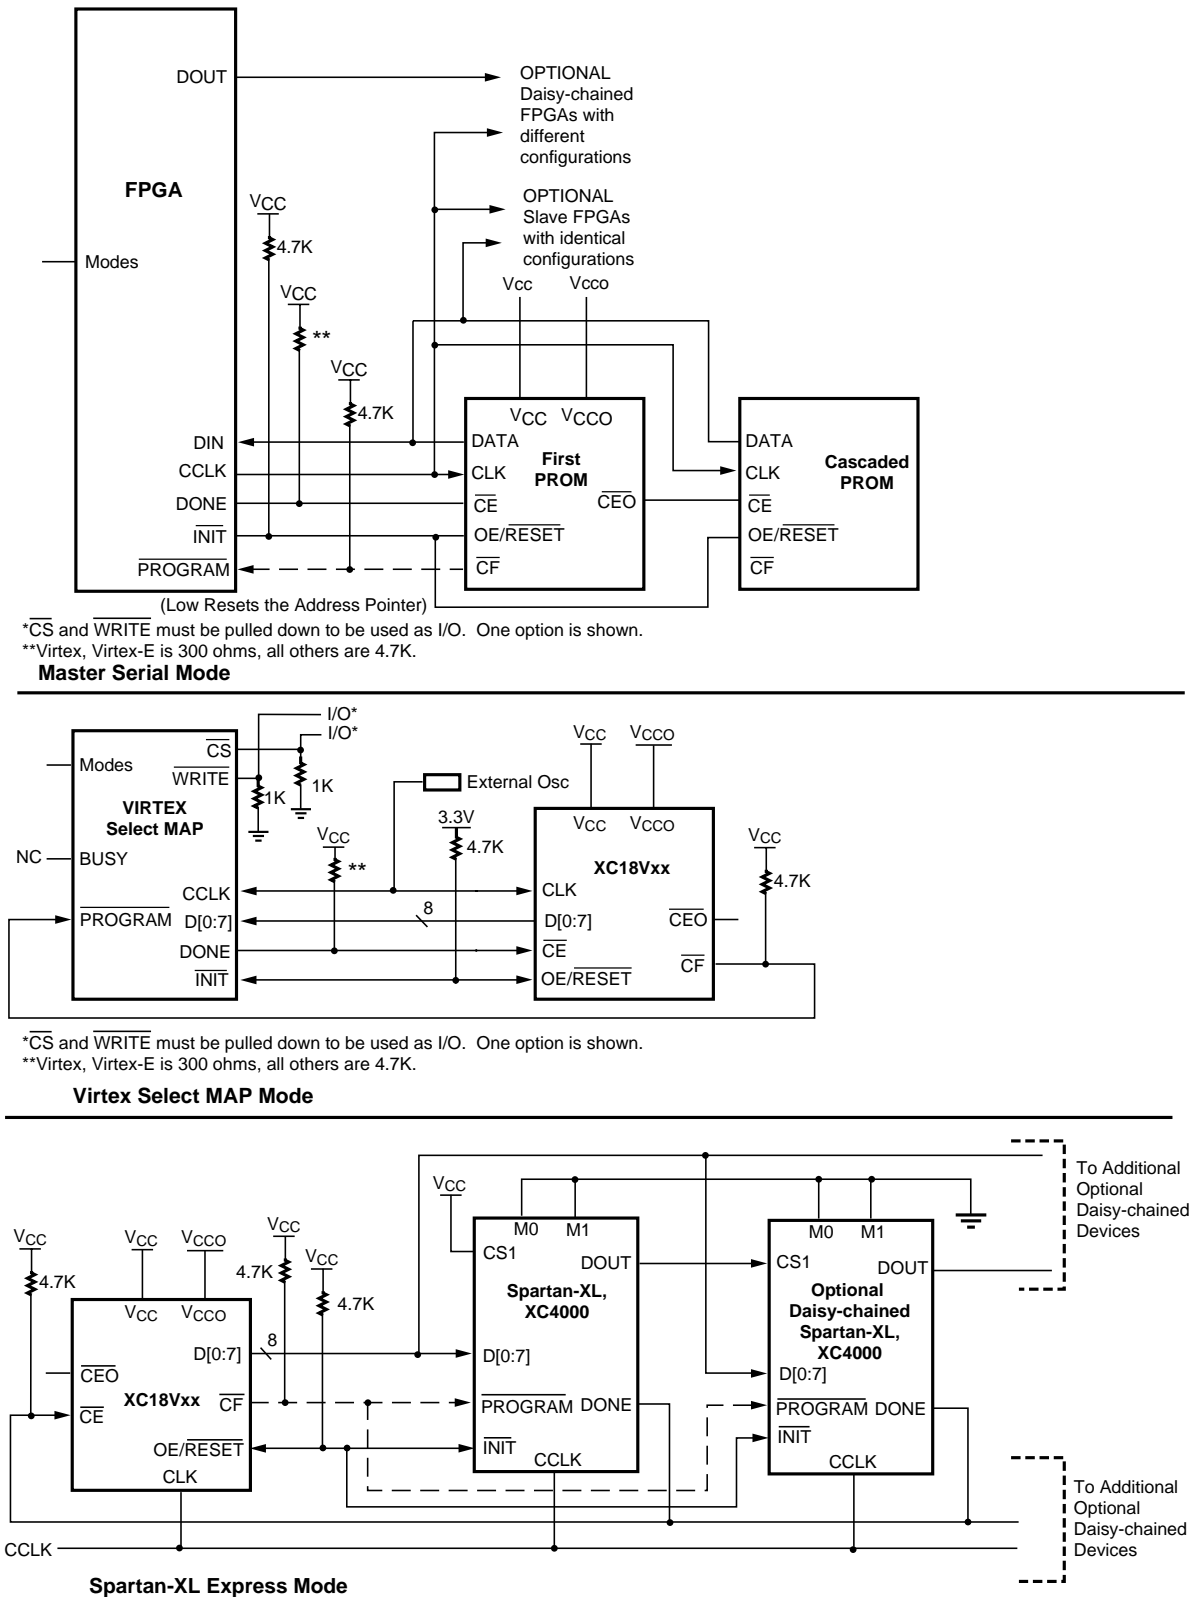 DOUT
OPTIONAL
Daisy-chained
FPGAs with
different
configurations
FPGA
VCC
4.7K
OPTIONAL
Slave FPGAs
with identical
configurations
Modes
VCC
**
Vcc
Vcco
VCC
4.7K
DIN
CCLK
DONE
INIT
PROGRAM
VCC VCCO
DATA
First
PROM
CLK
CE
CEO
OE/RESET
CF
DATA
CLK
Cascaded
PROM
CE
OE/RESET
CF
(Low Resets the Address Pointer)
*CS and WRITE must be pulled down to be used as I/O. One option is shown.
**Virtex, Virtex-E is 300 ohms, all others are 4.7K.
Master Serial Mode
I/O*
I/O*
CS
Modes
WRITE
1K
1K
VIRTEX
Select MAP
NC
BUSY
CCLK
PROGRAM
D[0:7]
DONE
INIT
External Osc
VCC
**
3.3V
4.7K
8
VCC
VCCO
VCC
VCCO
XC18Vxx
CLK
D[0:7]
CEO
CE
CF
OE/RESET
VCC
4.7K
*CS and WRITE must be pulled down to be used as I/O. One option is shown.
**Virtex, Virtex-E is 300 ohms, all others are 4.7K.
Virtex Select MAP Mode
To Additional
Optional
Daisy-chained
Devices
VCC
4.7K
VCC
VCCO
VCC
4.7K
VCC
4.7K
VCC
VCCO
D[0:7]
8
CEO
XC18Vxx
CF
CE
OE/RESET
CLK
VCC
M0
M1
CS1
DOUT
Spartan-XL,
XC4000
D[0:7]
PROGRAM
DONE
INIT
CCLK
M0
M1
CS1
DOUT
Optional
Daisy-chained
Spartan-XL,
XC4000
D[0:7]
PROGRAM
DONE
INIT
CCLK
To Additional
Optional
Daisy-chained
Devices
CCLK
Spartan-XL Express Mode